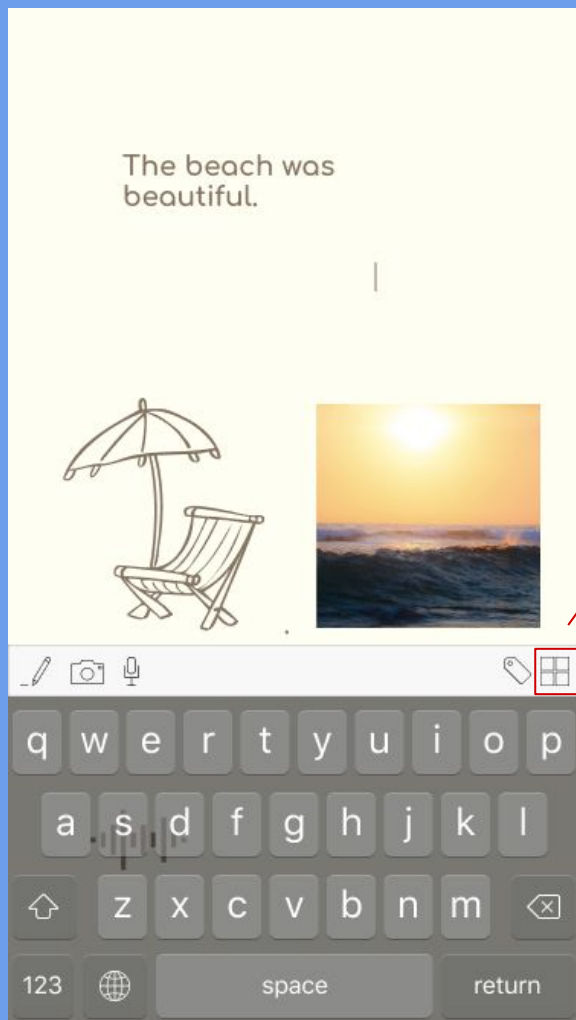 The beach was
beautiful.
q w e r t y u i o p
a s d f g h j k l
z x c v b n m
123 space return